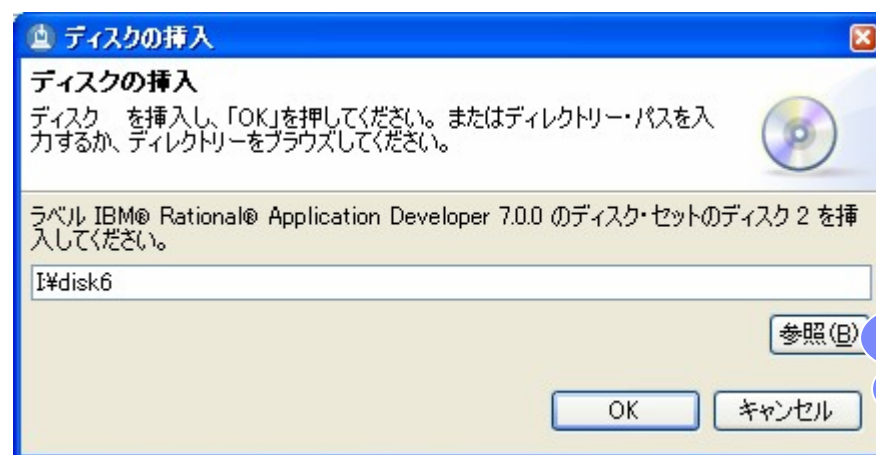 ディスクの挿入
ディスクの挿入
ディスク　を挿入し、「OK」を押してください。またはディレクトリー・パスを入
力するか、ディレクトリーをブラウズしてください。
ラベル IBM® Rational® Application Developer 7.0.0 のディスク・セットのディスク 2 を挿
入してください。
I¥disk6
参照(B)
OK
キャンセル